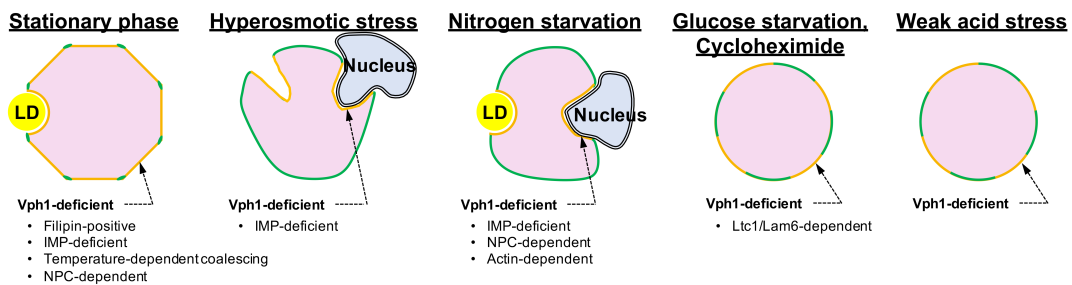 Stationary phase
Hyperosmotic stress
Nitrogen starvation
Glucose starvation,
Cycloheximide
Weak acid stress
LD
Nucleus
LD
Nucleus
Vph1-deficient
• Filipin-positive
• IMP-deficient
• Temperature-dependent coalescing
• NPC-dependent
Vph1-deficient
• IMP-deficient
Vph1-deficient
• IMP-deficient
• NPC-dependent
• Actin-dependent
Vph1-deficient
• Ltc1/Lam6-dependent
Vph1-deficient